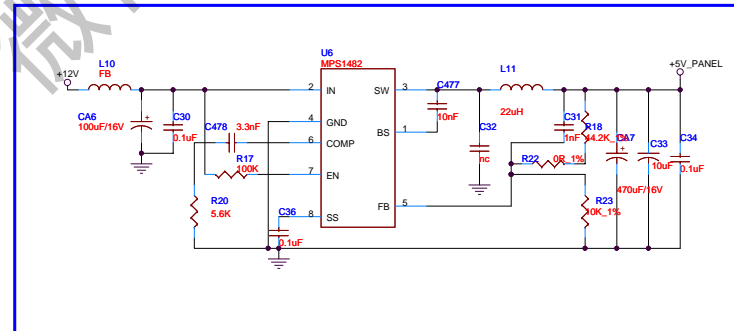 L10
FB
+12V
CA6
100uF/16V
C30
0.1uF
C478
3.3nF
R17
100K
R20
5.6K
C36
0.1uF
U6
MPS1482
2
IN
4
GND
6
COMP
7
EN
8
SS
SW
3
BS
1
FB
5
C477
10nF
C32
nc
L11
22uH
C31
1nF
R18
44.2K_1%
R22
0R_1%
R23
10K_1%
CA7
470uF/16V
C33
10uF
C34
0.1uF
+5V_PANEL